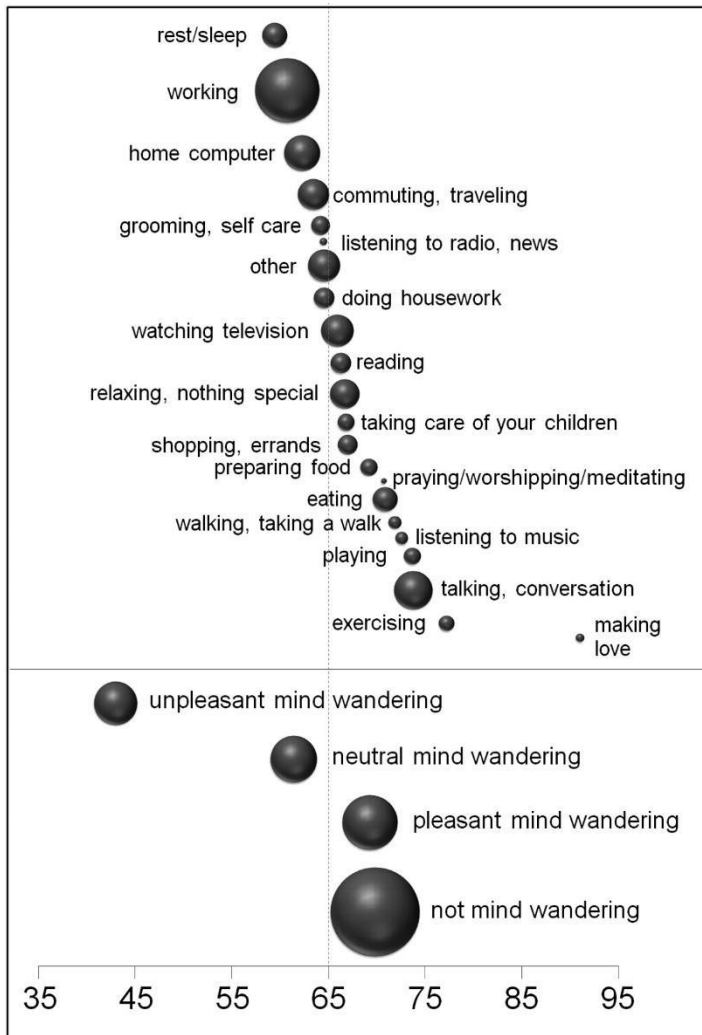 rest/sleep
working
home computer
commuting, traveling
grooming, self care
listening to radio, news
other
doing housework
watching television
reading
relaxing, nothing special
taking care of your children
shopping, errands
preparing food
praying/worshipping/meditating
eating
walking, taking a walk
listening to music
playing
talking, conversation
exercising
making
love
unpleasant mind wandering
neutral mind wandering
pleasant mind wandering
not mind wandering
35 45 55 65 75 85 95